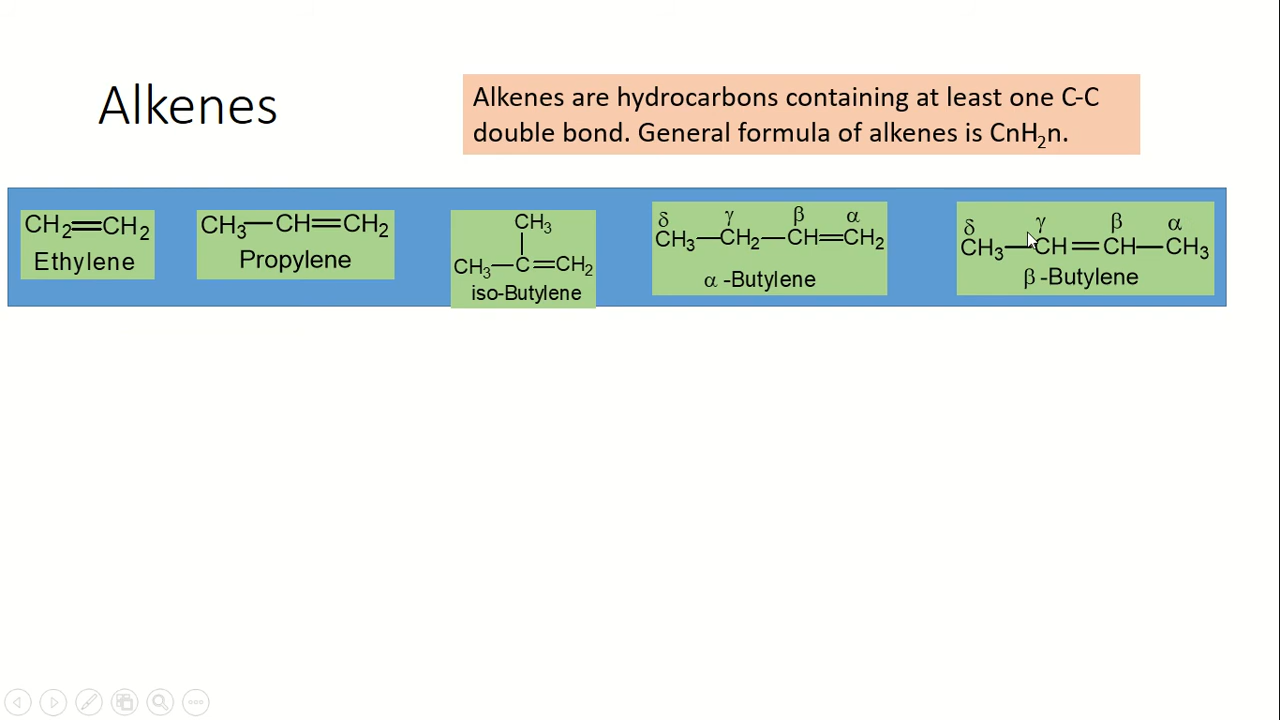 Alkenes
Alkenes are hydrocarbons containing at least one C-C
double bond. General formula of alkenes is CnH₂n.
CH₂=CH₂
Ethylene
CH₃—CH=CH₂
Propylene
CH₃
CH₃—C=CH₂
iso-Butylene
δ γ β α
CH₃—CH₂—CH=CH₂
α -Butylene
δ γ β α
CH₃—CH=CH—CH₃
β -Butylene